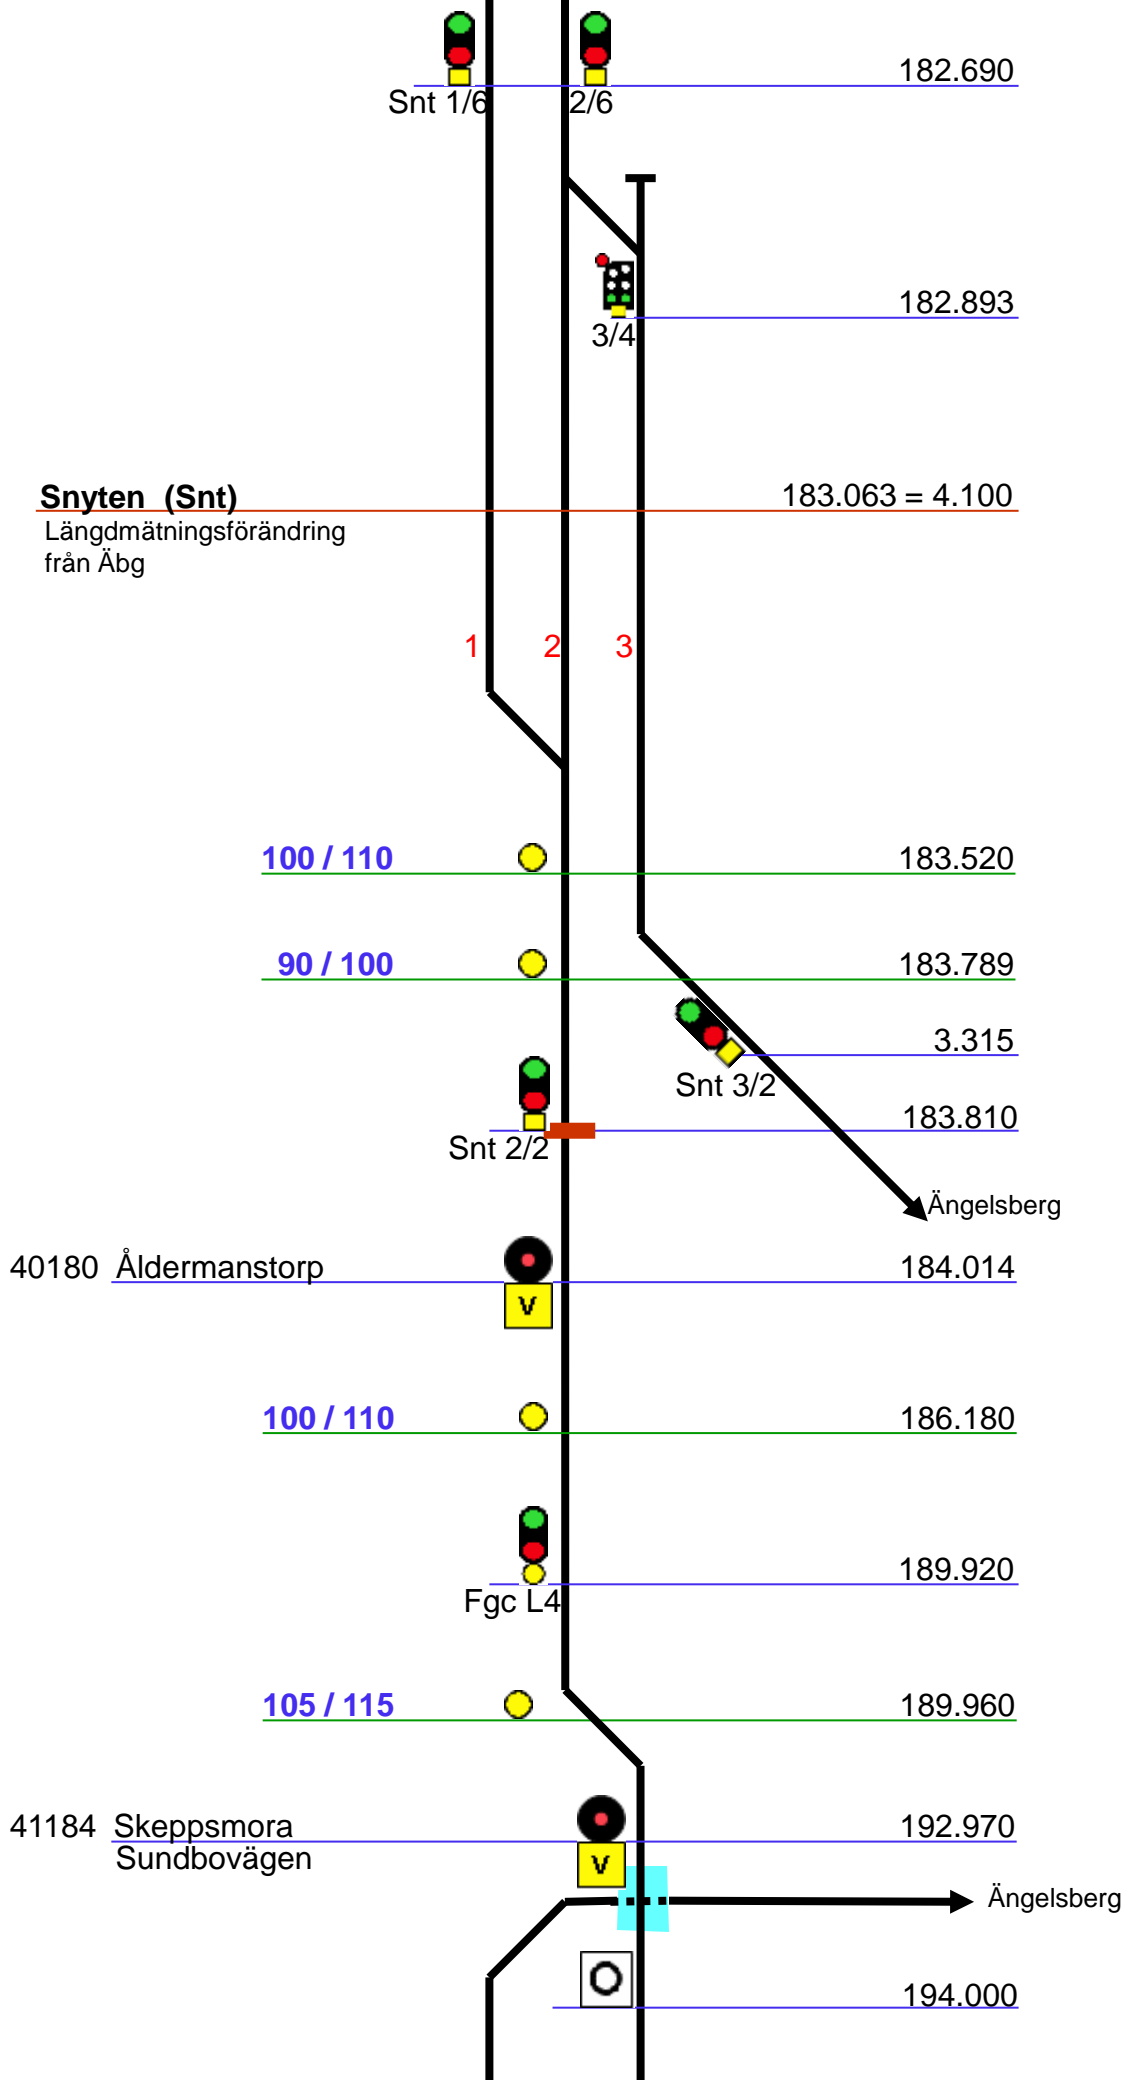 182.690
Snt 1/6 2/6
182.893
3/4
Snyten (Snt) 183.063 = 4.100
Längdmätningsförändring
från Äbg
1 2 3
100 / 110 183.520
90 / 100 183.789
3.315
Snt 3/2
183.810
Snt 2/2
Ängelsberg
40180 Åldermanstorp 184.014
V
100 / 110 186.180
189.920
Fgc L4
105 / 115 189.960
41184 Skeppsmora 192.970
Sundbovägen
V
Ängelsberg
194.000